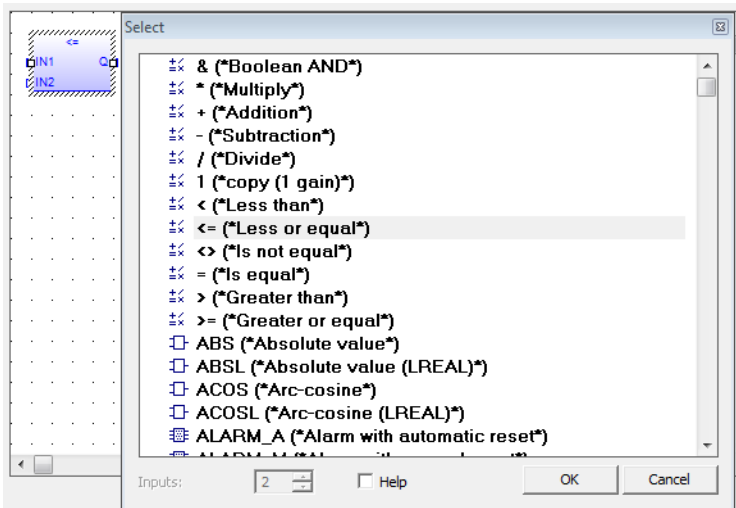 Select
<=
IN1 Q
IN2
& (*Boolean AND*)
* (*Multiply*)
+ (*Addition*)
- (*Subtraction*)
/ (*Divide*)
1 (*copy (1 gain)*)
< (*Less than*)
<= (*Less or equal*)
<> (*Is not equal*)
= (*Is equal*)
> (*Greater than*)
>= (*Greater or equal*)
ABS (*Absolute value*)
ABSL (*Absolute value (LREAL)*)
ACOS (*Arc-cosine*)
ACOSL (*Arc-cosine (LREAL)*)
ALARM_A (*Alarm with automatic reset*)
Inputs: 2 Help OK Cancel